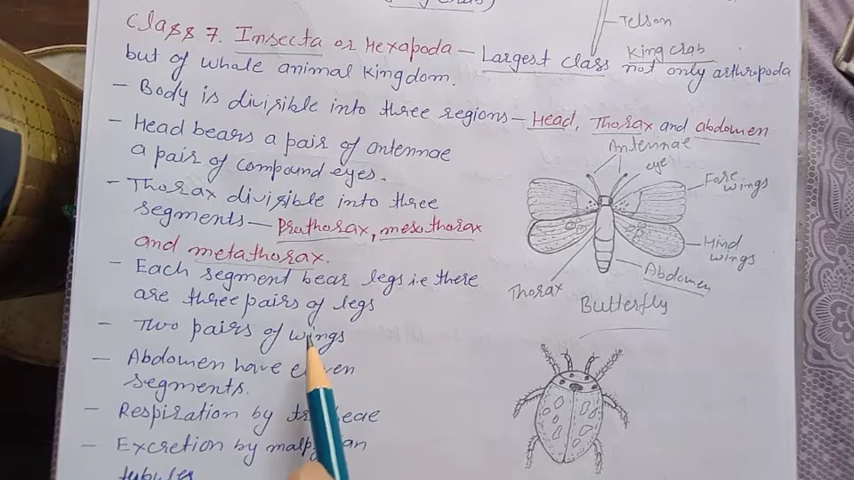 Telson
King crab
Class 7. Insecta or Hexapoda - Largest class not only arthropoda
but of whole animal kingdom.
- Body is divisible into three regions - Head, Thorax and abdomen
- Head bears a pair of antennae
a pair of compound eyes.
- Thorax divisible into three
segments - Prothorax, mesothorax
and metathorax.
- Each segment bear legs i.e there
are three pairs of legs
- Two pairs of wings
- Abdomen have
segments.
- Respiration by
- Excretion by
tubules
Antennae
eye
Fore
wings
Hind
wings
Abdomen
Thorax
Butterfly